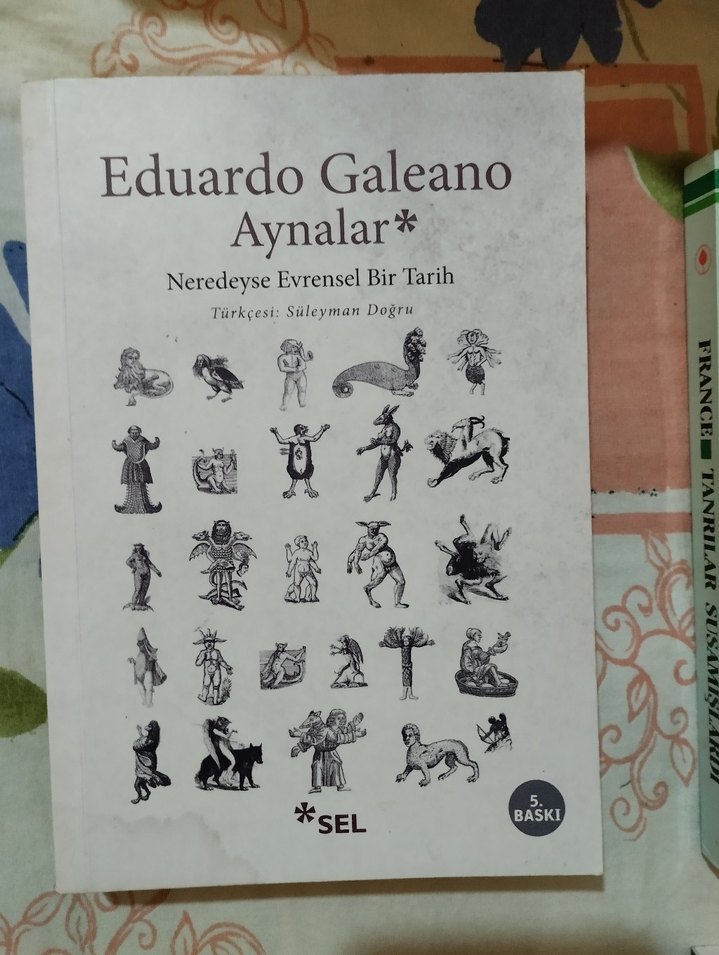 Eduardo Galeano
Aynalar*
Neredeyse Evrensel Bir Tarih
Türkçesi: Süleyman Doğru
*SEL
5.
BASKI
FRANCE TANRILAR SUSAMIŞLARDI